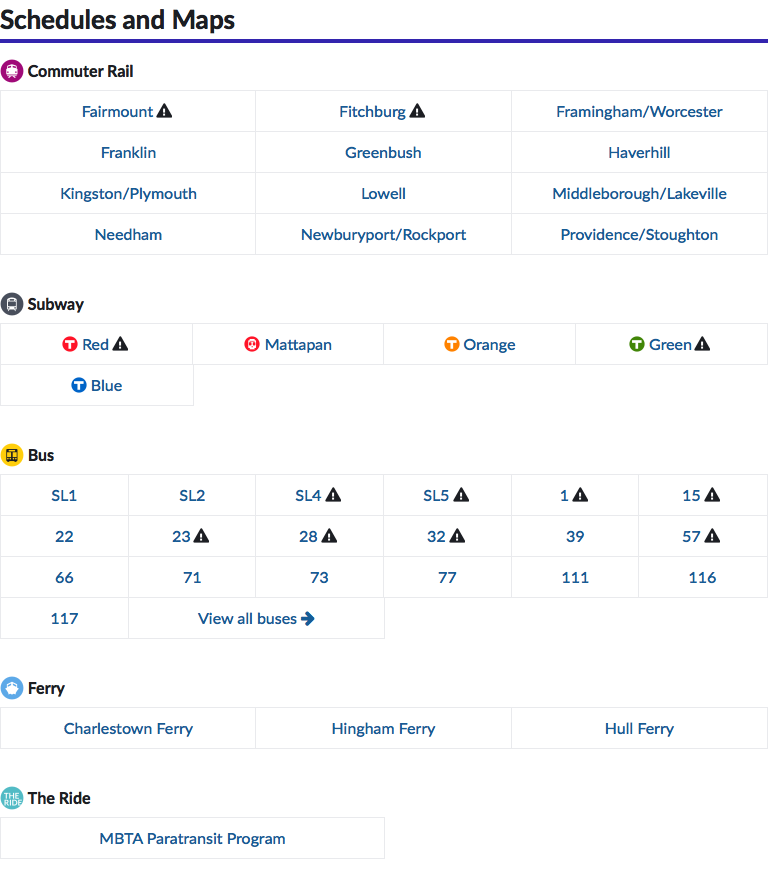 Schedules and Maps
Commuter Rail
Fairmount Fitchburg Framingham/Worcester
Franklin Greenbush Haverhill
Kingston/Plymouth Lowell Middleborough/Lakeville
Needham Newburyport/Rockport Providence/Stoughton
Subway
T Red Mattapan T Orange T Green
T Blue
Bus
SL1 SL2 SL4 SL5 1 15
22 23 28 32 39 57
66 71 73 77 111 116
117 View all buses
Ferry
Charlestown Ferry Hingham Ferry Hull Ferry
THE RIDE The Ride
MBTA Paratransit Program